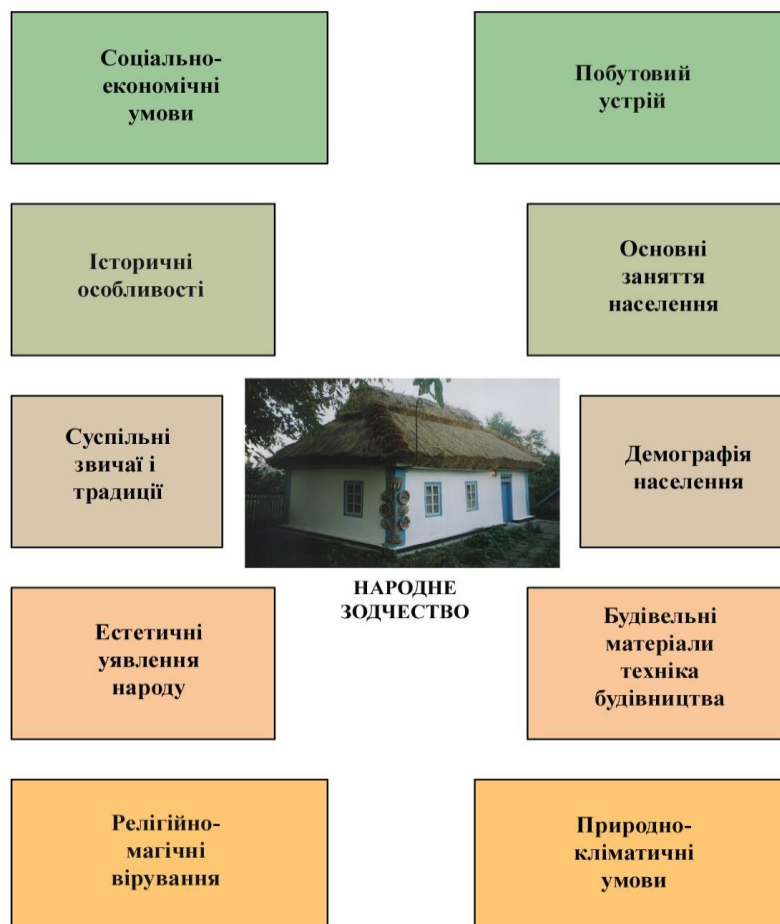 Соціально-
економічні
умови
Побутовий
устрій
Історичні
особливості
Основні
заняття
населення
Суспільні
звичаї і
традиції
Демографія
населення
НАРОДНЕ
ЗОДЧЕСТВО
Естетичні
уявлення
народу
Будівельні
матеріали
техніка
будівництва
Релігійно-
магічні
вірування
Природно-
кліматичні
умови